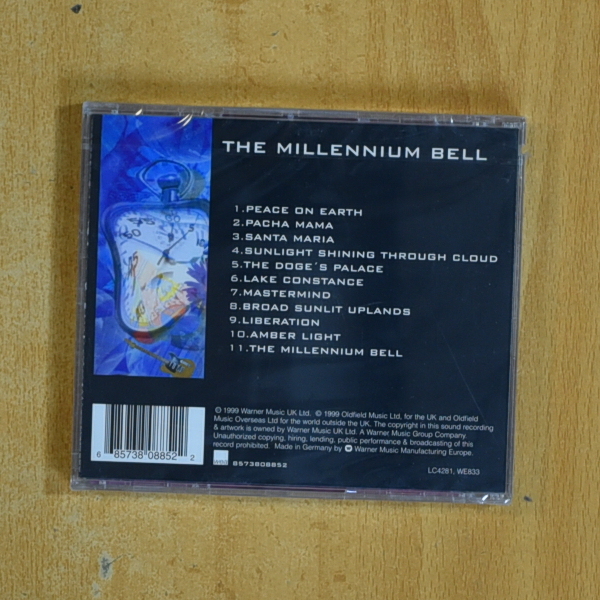 THE MILLENNIUM BELL
1.PEACE ON EARTH
2.PACHA MAMA
3.SANTA MARIA
4.SUNLIGHT SHINING THROUGH CLOUD
5.THE DOGE'S PALACE
6.LAKE CONSTANCE
7.MASTERMIND
8.BROAD SUNLIT UPLANDS
9.LIBERATION
10.AMBER LIGHT
11.THE MILLENNIUM BELL
℗ 1999 Warner Music UK Ltd. © 1999 Oldfield Music Ltd, for the UK and Oldfield
Music Overseas Ltd for the world outside the UK. The copyright in this sound recording
& artwork is owned by Warner Music UK Ltd. A Warner Music Group Company.
Unauthorized copying, hiring, lending, public performance & broadcasting of this
record prohibited. Made in Germany by Warner Music Manufacturing Europe.
6 85738 08852 2
8573808852
LC4281, WE833